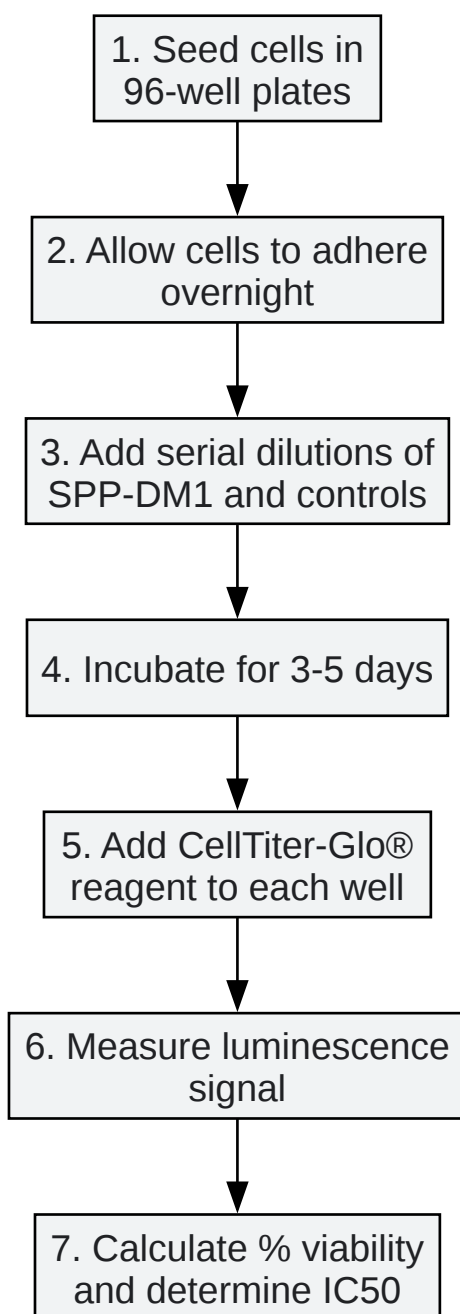 1. Seed cells in
96-well plates
2. Allow cells to adhere
overnight
3. Add serial dilutions of
SPP-DM1 and controls
4. Incubate for 3-5 days
5. Add CellTiter-Glo®
reagent to each well
6. Measure luminescence
signal
7. Calculate % viability
and determine IC50